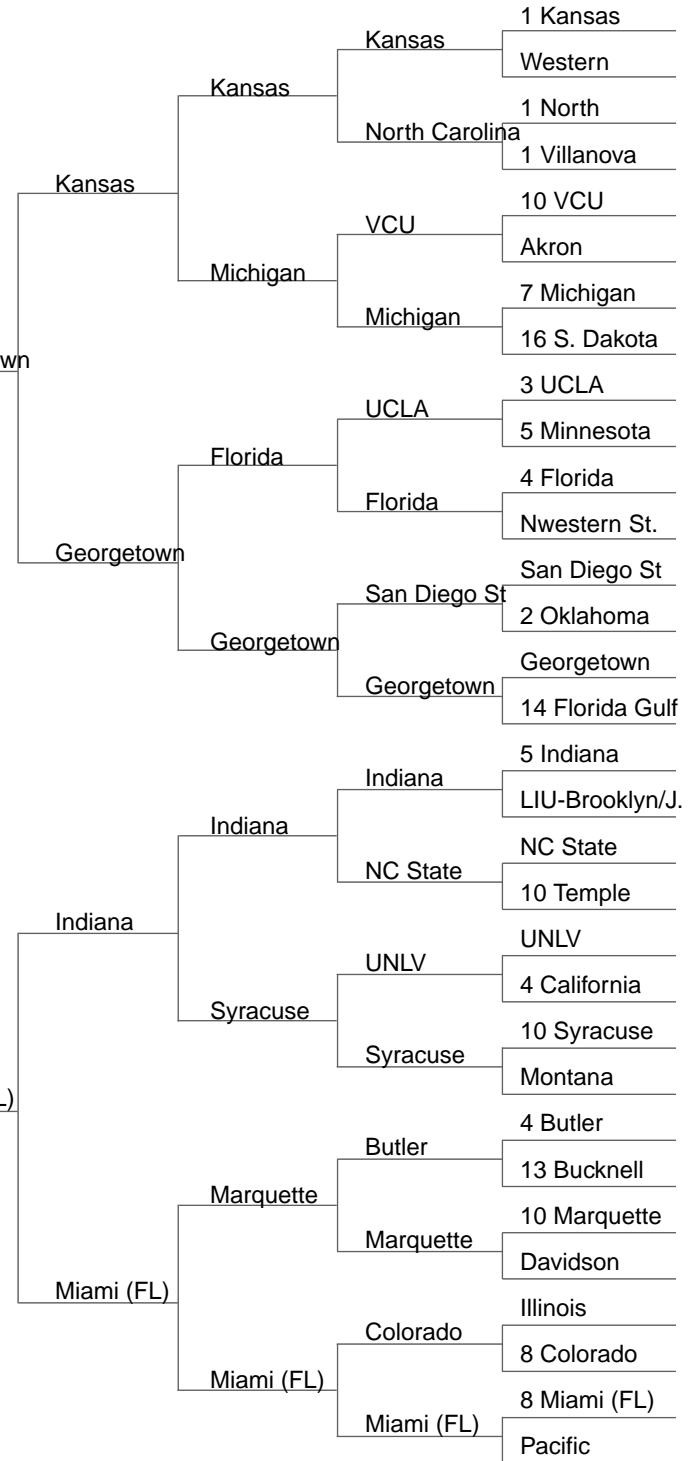 1 Kansas
Kansas
Western
Kansas
1 North
North Carolina
1 Villanova
Kansas
10 VCU
VCU
Akron
Michigan
7 Michigan
Michigan
16 S. Dakota
wn
3 UCLA
UCLA
5 Minnesota
Florida
4 Florida
Florida
Nwestern St.
Georgetown
San Diego St
San Diego St
2 Oklahoma
Georgetown
Georgetown
Georgetown
14 Florida Gulf
5 Indiana
Indiana
LIU-Brooklyn/J.
Indiana
NC State
NC State
10 Temple
Indiana
UNLV
UNLV
4 California
Syracuse
10 Syracuse
Syracuse
Montana
L)
4 Butler
Butler
13 Bucknell
Marquette
10 Marquette
Marquette
Davidson
Miami (FL)
Illinois
Colorado
8 Colorado
Miami (FL)
8 Miami (FL)
Miami (FL)
Pacific